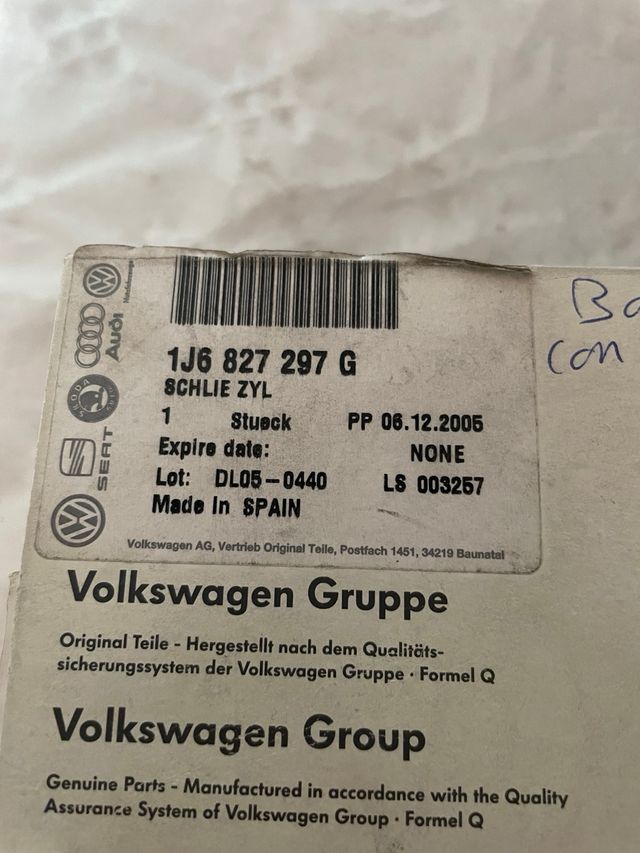 Audi
SKODA
SEAT
1J6 827 297 G
SCHLIE ZYL
1 Stueck PP 06.12.2005
Expire date: NONE
Lot: DL05-0440 LS 003257
Made in SPAIN
Volkswagen AG, Vertrieb Original Teile, Postfach 1451, 34219 Baunatal
con
Volkswagen Gruppe
Original Teile - Hergestellt nach dem Qualitäts-
sicherungssystem der Volkswagen Gruppe · Formel Q
Volkswagen Group
Genuine Parts - Manufactured in accordance with the Quality
Assurance System of Volkswagen Group · Formel Q